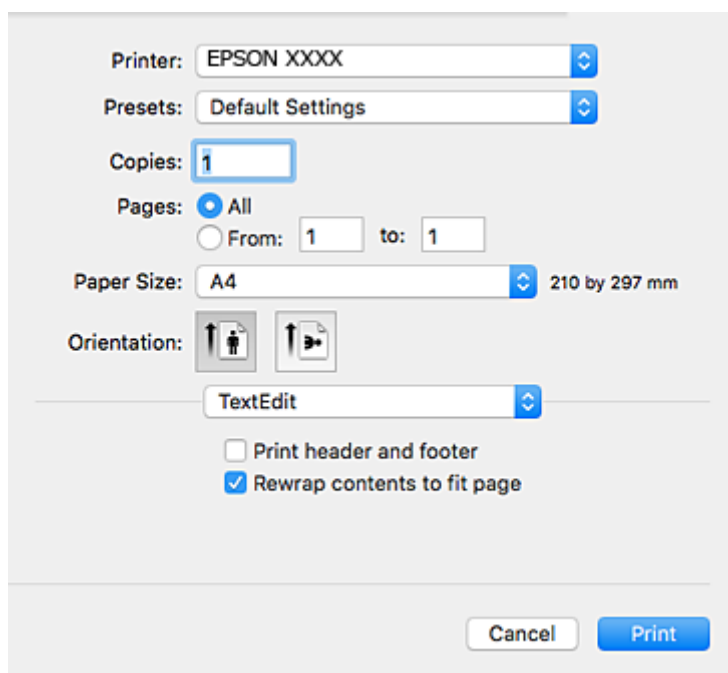 Printer: EPSON XXXX
Presets: Default Settings
Copies: 1
Pages: All
From: 1 to: 1
Paper Size: A4 210 by 297 mm
Orientation:
TextEdit
Print header and footer
Rewrap contents to fit page
Cancel Print